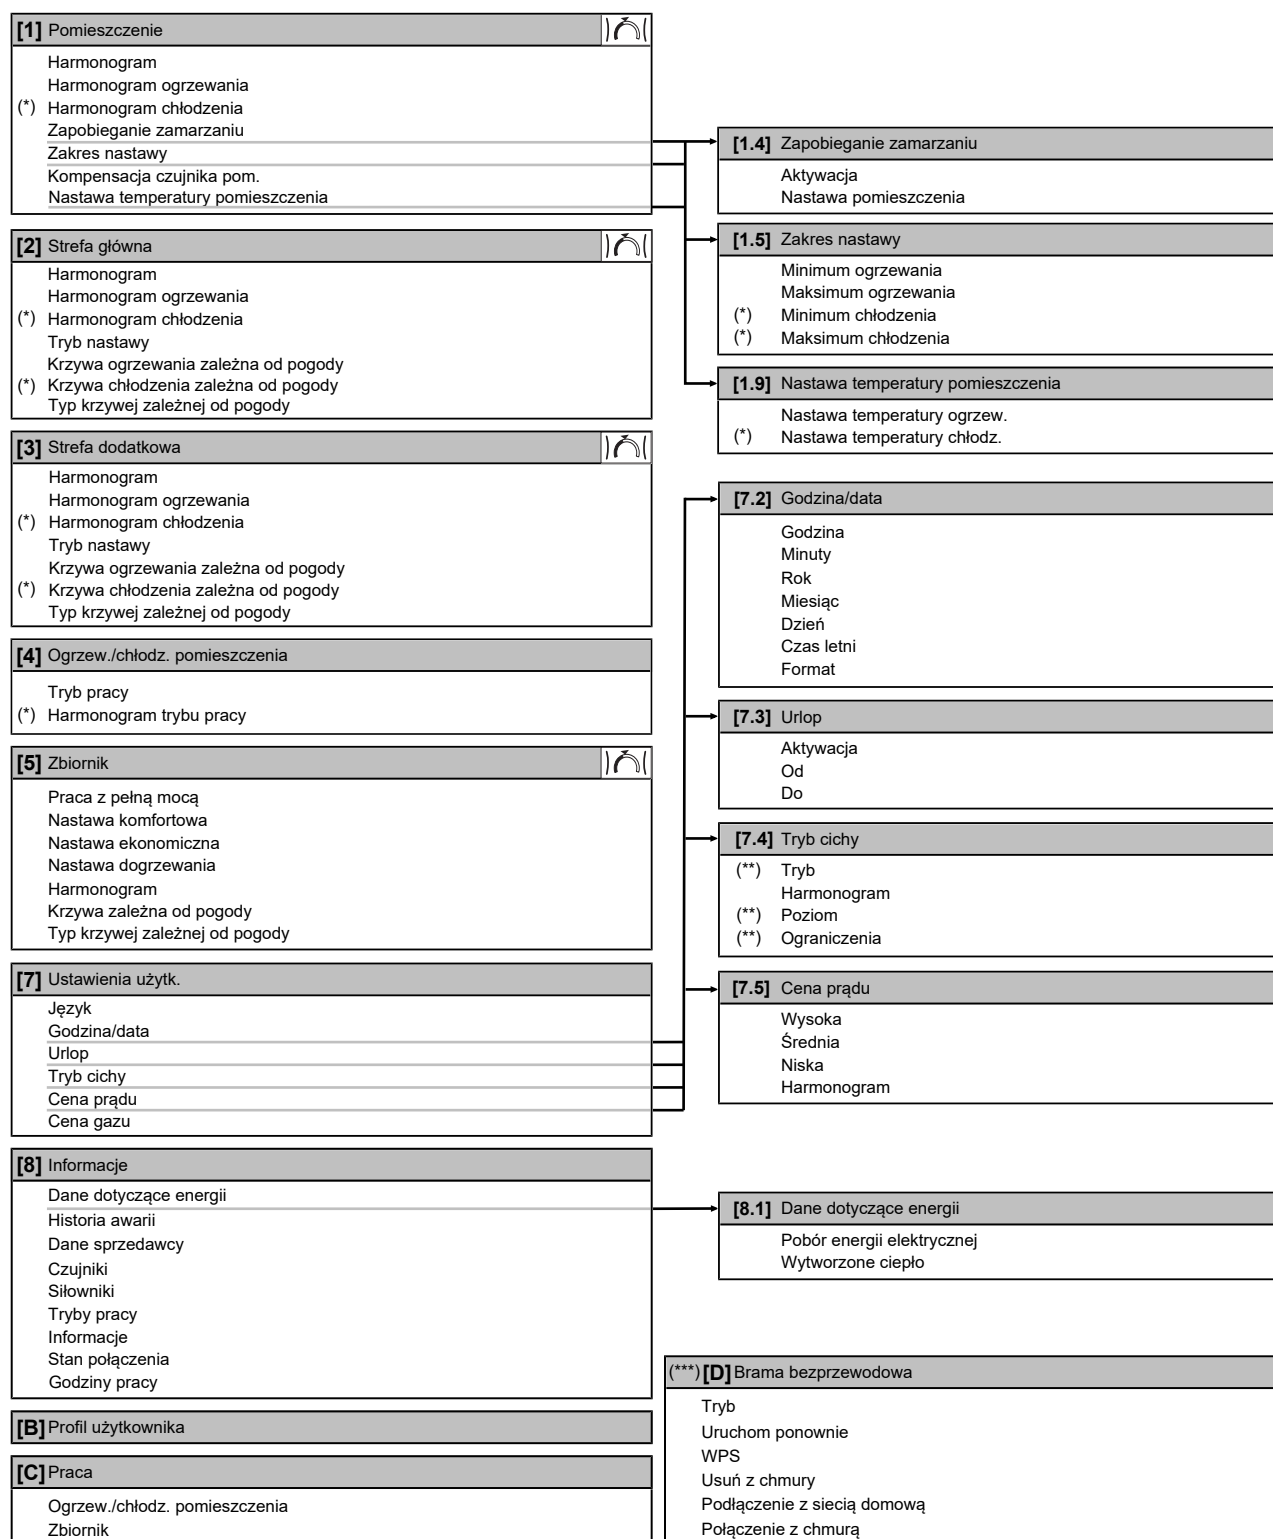 [1] Pomieszczenie
Harmonogram
Harmonogram ogrzewania
(*) Harmonogram chłodzenia
Zapobieganie zamarzaniu
Zakres nastawy
Kompensacja czujnika pom.
Nastawa temperatury pomieszczenia
[2] Strefa główna
Harmonogram
Harmonogram ogrzewania
(*) Harmonogram chłodzenia
Tryb nastawy
Krzywa ogrzewania zależna od pogody
(*) Krzywa chłodzenia zależna od pogody
Typ krzywej zależnej od pogody
[3] Strefa dodatkowa
Harmonogram
Harmonogram ogrzewania
(*) Harmonogram chłodzenia
Tryb nastawy
Krzywa ogrzewania zależna od pogody
(*) Krzywa chłodzenia zależna od pogody
Typ krzywej zależnej od pogody
[4] Ogrzew./chłodz. pomieszczenia
Tryb pracy
(*) Harmonogram trybu pracy
[5] Zbiornik
Praca z pełną mocą
Nastawa komfortowa
Nastawa ekonomiczna
Nastawa dogrzewania
Harmonogram
Krzywa zależna od pogody
Typ krzywej zależnej od pogody
[7] Ustawienia użytk.
Język
Godzina/data
Urlop
Tryb cichy
Cena prądu
Cena gazu
[8] Informacje
Dane dotyczące energii
Historia awarii
Dane sprzedawcy
Czujniki
Siłowniki
Tryby pracy
Informacje
Stan połączenia
Godziny pracy
[B] Profil użytkownika
[C] Praca
Ogrzew./chłodz. pomieszczenia
Zbiornik
[1.4] Zapobieganie zamarzaniu
Aktywacja
Nastawa pomieszczenia
[1.5] Zakres nastawy
Minimum ogrzewania
Maksimum ogrzewania
(*) Minimum chłodzenia
(*) Maksimum chłodzenia
[1.9] Nastawa temperatury pomieszczenia
Nastawa temperatury ogrzew.
(*) Nastawa temperatury chłodz.
[7.2] Godzina/data
Godzina
Minuty
Rok
Miesiąc
Dzień
Czas letni
Format
[7.3] Urlop
Aktywacja
Od
Do
[7.4] Tryb cichy
(**) Tryb
Harmonogram
(**) Poziom
(**) Ograniczenia
[7.5] Cena prądu
Wysoka
Średnia
Niska
Harmonogram
[8.1] Dane dotyczące energii
Pobór energii elektrycznej
Wytworzone ciepło
(***) [D] Brama bezprzewodowa
Tryb
Uruchom ponownie
WPS
Usuń z chmury
Podłączenie z siecią domową
Połączenie z chmurą